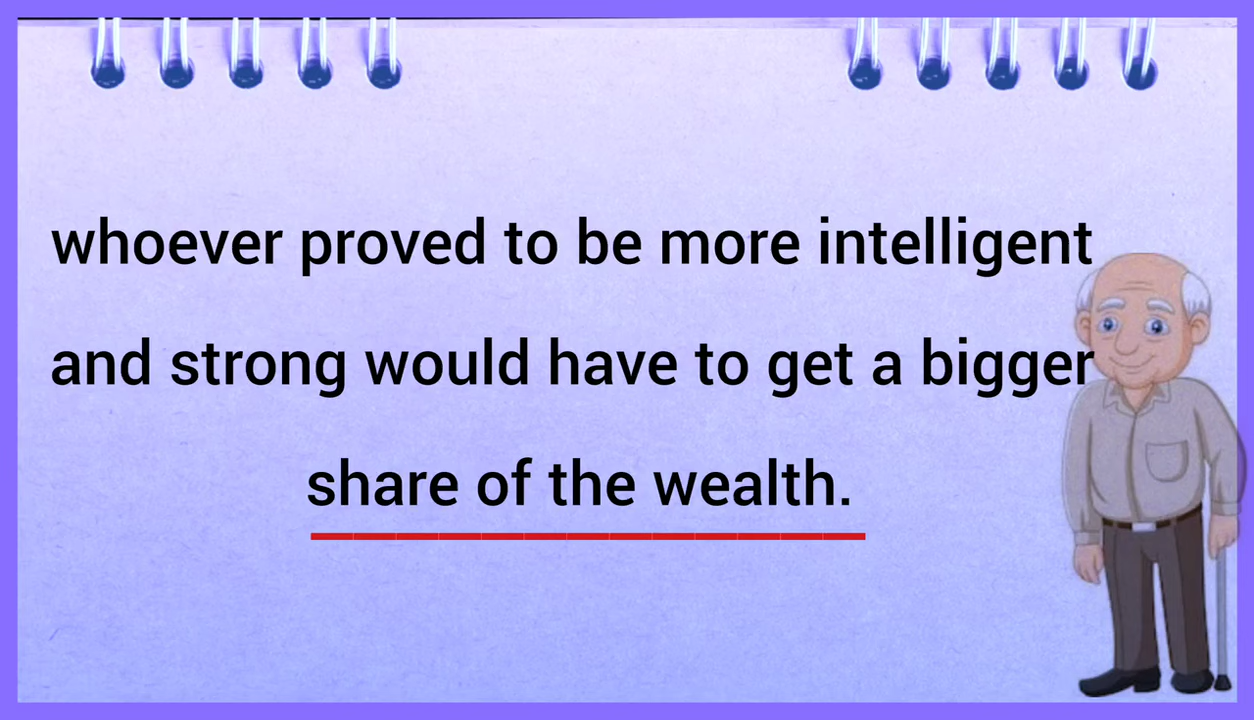 whoever proved to be more intelligent
and strong would have to get a bigger
share of the wealth.